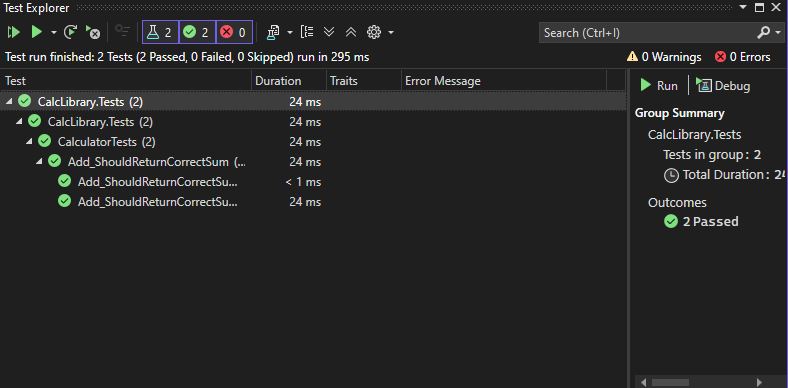 Test Explorer
2 2 0 Search (Ctrl+I)
Test run finished: 2 Tests (2 Passed, 0 Failed, 0 Skipped) run in 295 ms 0 Warnings 0 Errors
Test Duration Traits Error Message
CalcLibrary.Tests (2) 24 ms
CalcLibrary.Tests (2) 24 ms
CalculatorTests (2) 24 ms
Add_ShouldReturnCorrectSum (... 24 ms
Add_ShouldReturnCorrectSu... < 1 ms
Add_ShouldReturnCorrectSu... 24 ms
Run Debug
Group Summary
CalcLibrary.Tests
Tests in group: 2
Total Duration: 24
Outcomes
2 Passed